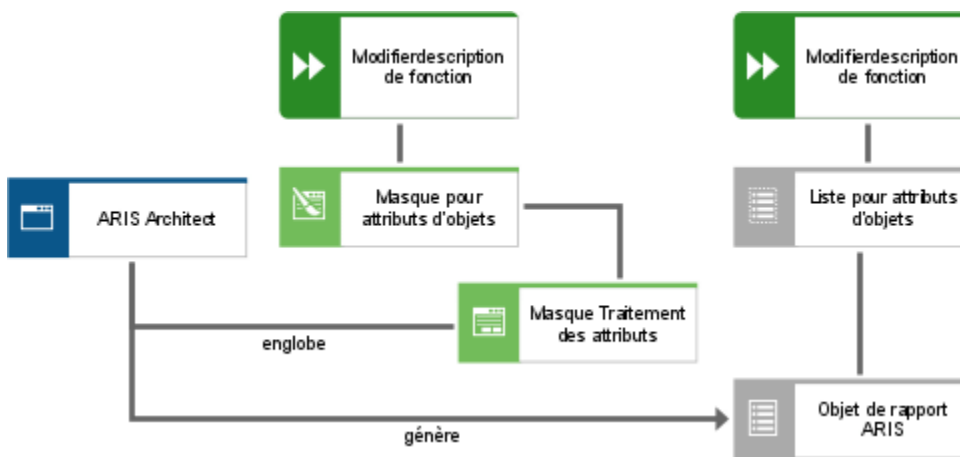 Modifierdescription
de fonction
Modifierdescription
de fonction
ARIS Architect
Masque pour
attributs d'objets
Liste pour attributs
d'objets
Masque Traitement
des attributs
englobe
Objet de rapport
ARIS
génère